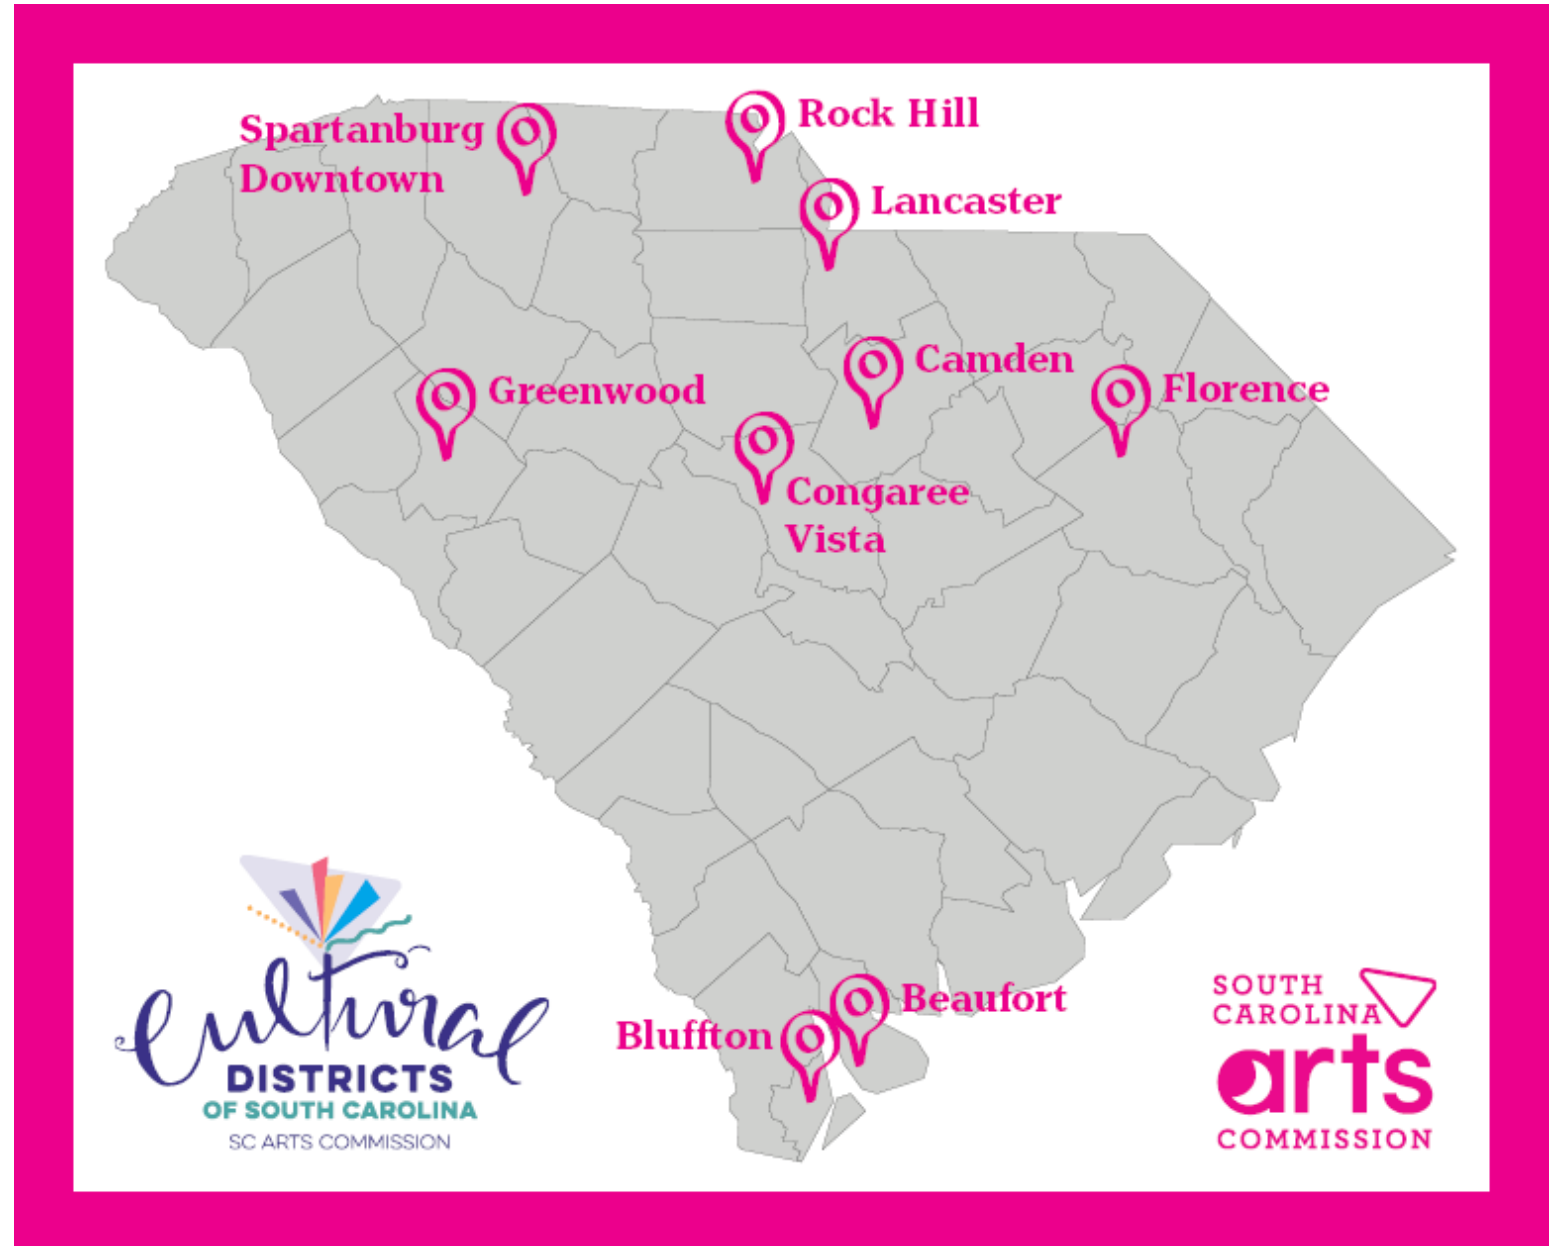 Spartanburg
Downtown
Rock Hill
Lancaster
Camden
Greenwood
Florence
Congaree
Vista
Beaufort
Bluffton
Cultural
DISTRICTS
OF SOUTH CAROLINA
SC ARTS COMMISSION
SOUTH
CAROLINA
arts
COMMISSION